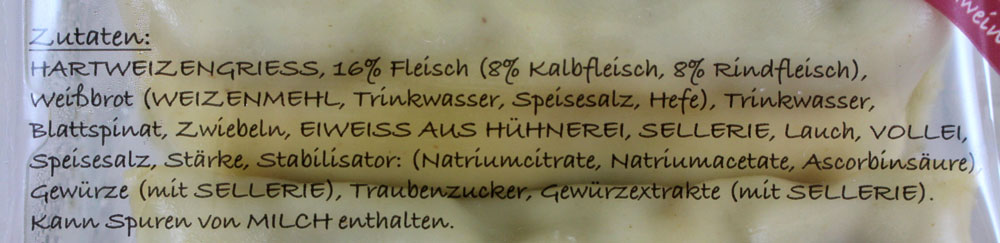 Zutaten:
HARTWEIZENGRIESS, 16% Fleisch (8% Kalbfleisch, 8% Rindfleisch),
Weißbrot (WEIZENMEHL, Trinkwasser, Speisesalz, Hefe), Trinkwasser,
Blattspinat, Zwiebeln, EIWEISS AUS HÜHNEREI, SELLERIE, Lauch, VOLLEI,
Speisesalz, Stärke, Stabilisator: (Natriumcitrate, Natriumacetate, Ascorbinsäure)
Gewürze (mit SELLERIE), Traubenzucker, Gewürzextrakte (mit SELLERIE).
Kann Spuren von MILCH enthalten.